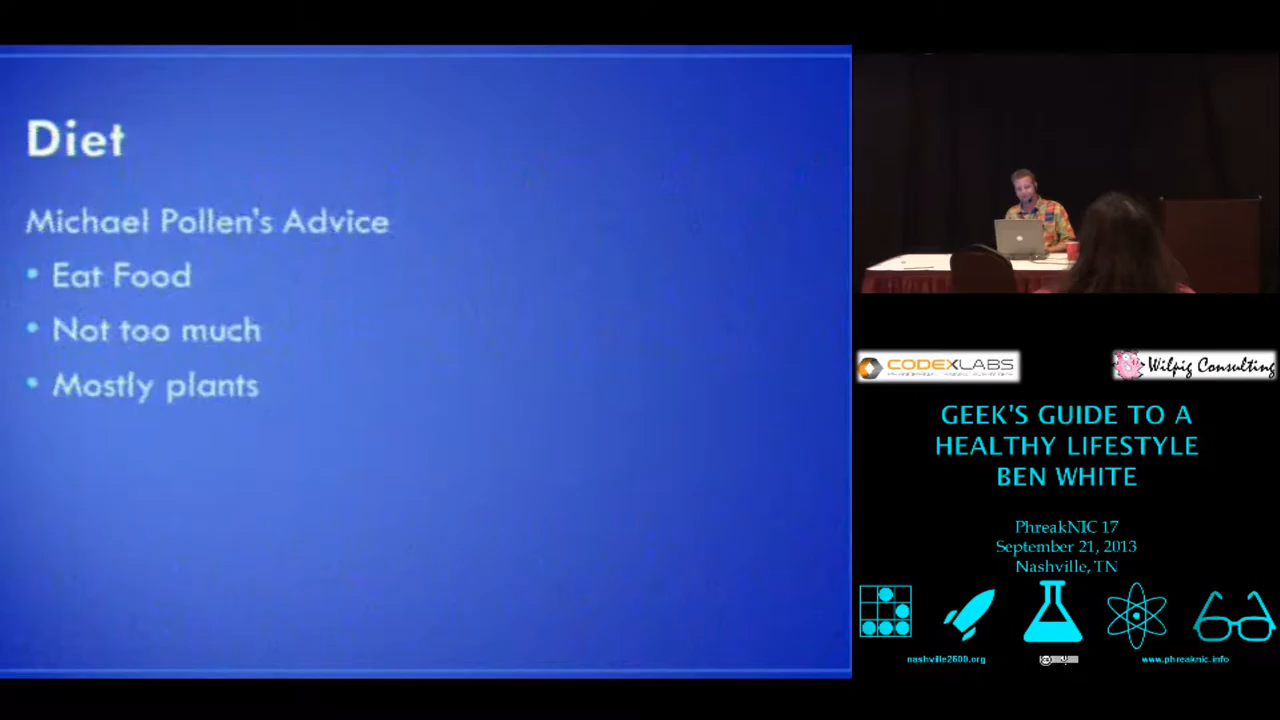 Diet
Michael Pollen's Advice
• Eat Food
• Not too much
• Mostly plants
CODEXLABS
Wilpig Consulting
GEEK'S GUIDE TO A
HEALTHY LIFESTYLE
BEN WHITE
PhreakNIC 17
September 21, 2013
Nashville, TN
nashville2600.org
www.phreaknic.info